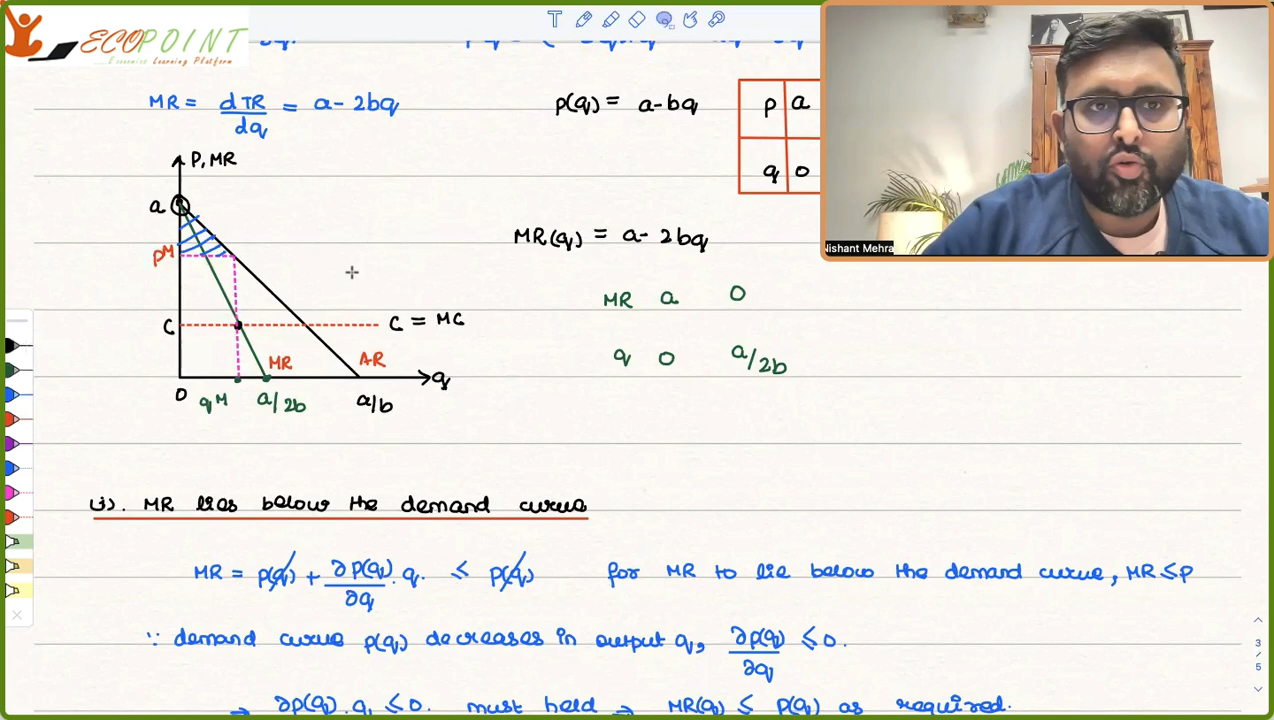 ECOPOINT
Economics Learning Platform
MR = dTR/dq = a - 2bq
p(q) = a - bq
p a
q 0
P, MR
a
pM
C
C = MC
MR
AR
q
0
qM
a/2b
a/b
MR(q) = a - 2bq
MR a 0
q 0 a/2b
Nishant Mehra
(ii). MR lies below the demand curve
MR = p(q) + ∂p(q)/∂q . q. ≤ p(q) for MR to lie below the demand curve, MR ≤ P
∵ demand curve p(q) decreases in output q, ∂p(q)/∂q ≤ 0.
⇒ ∂p(q) . q ≤ 0. must hold ⇒ MR(q) ≤ P(q) as required.
3
/
5